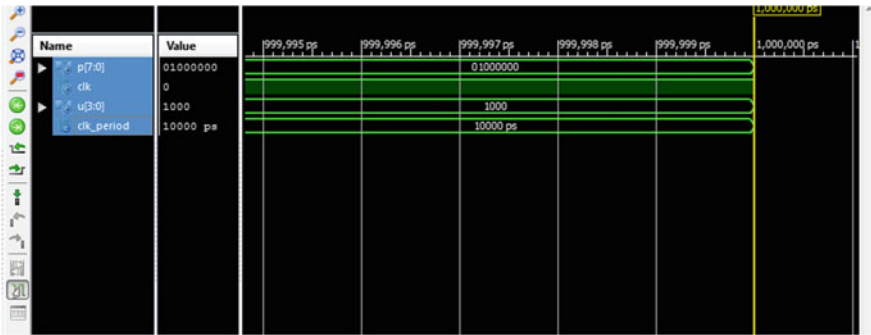 1,000,000 ps
Name Value 999,995 ps 999,996 ps 999,997 ps 999,998 ps 999,999 ps 1,000,000 ps
p[7:0] 01000000 01000000
clk 0
u[3:0] 1000 1000
clk_period 10000 ps 10000 ps